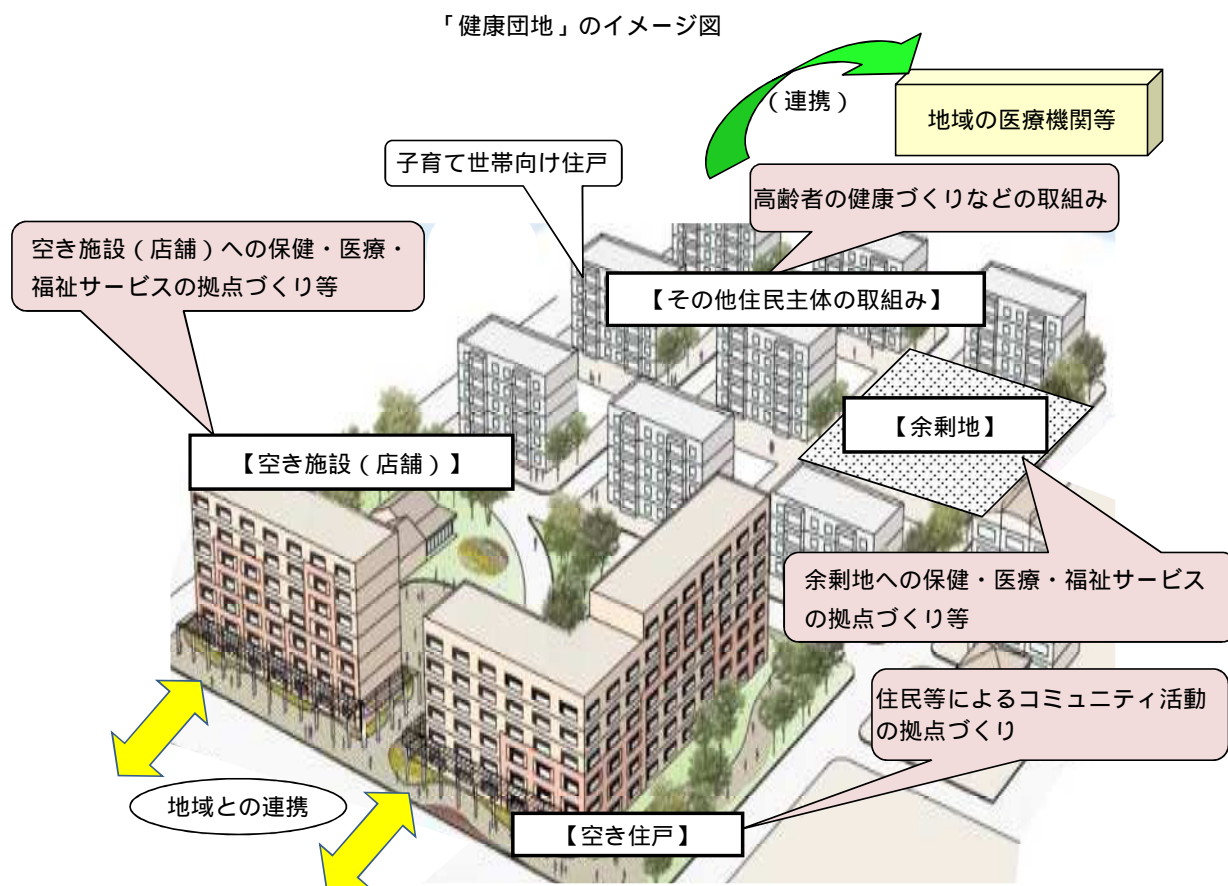 「健康団地」のイメージ図
（連携）
地域の医療機関等
子育て世帯向け住戸
高齢者の健康づくりなどの取組み
空き施設（店舗）への保健・医療・
福祉サービスの拠点づくり等
【その他住民主体の取組み】
【余剰地】
【空き施設（店舗）】
余剰地への保健・医療・福祉サービス
の拠点づくり等
住民等によるコミュニティ活動
の拠点づくり
地域との連携
【空き住戸】